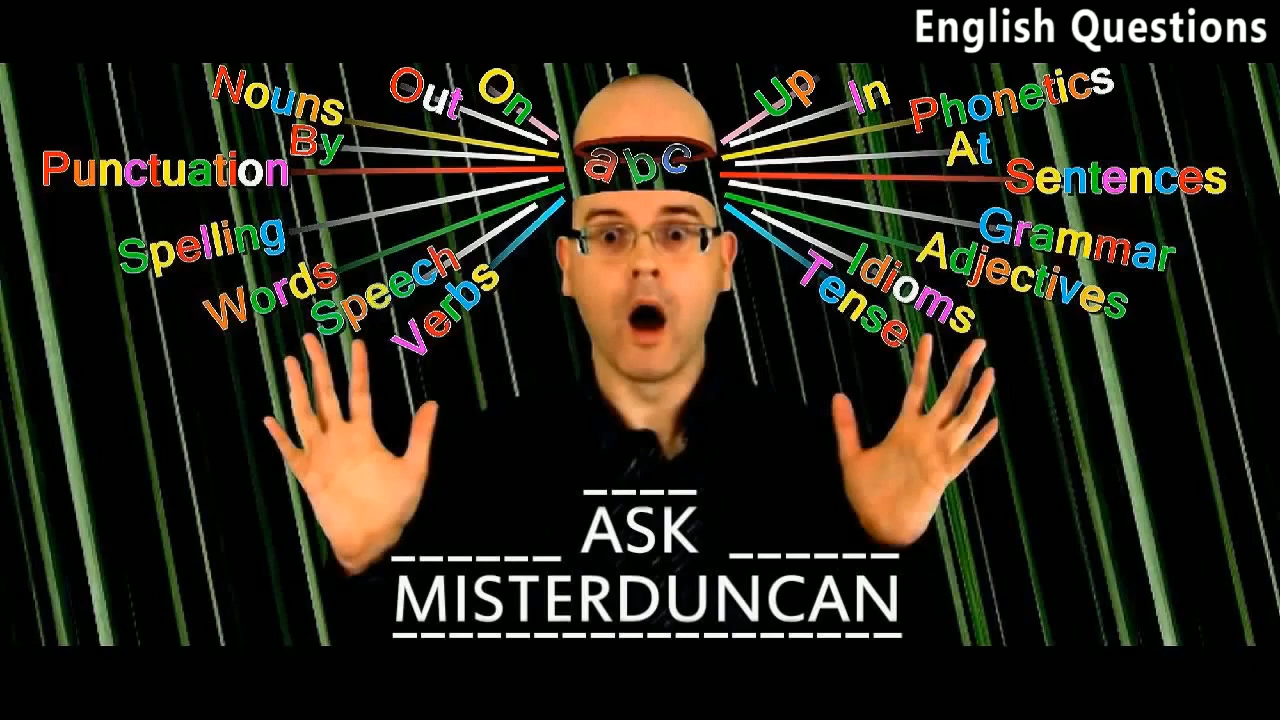 English Questions
Nouns
Out
On
Up
In
Phonetics
By
At
Punctuation
abc
Sentences
Spelling
Grammar
Words
Speech
Verbs
Tense
Idioms
Adjectives
ASK
MISTERDUNCAN